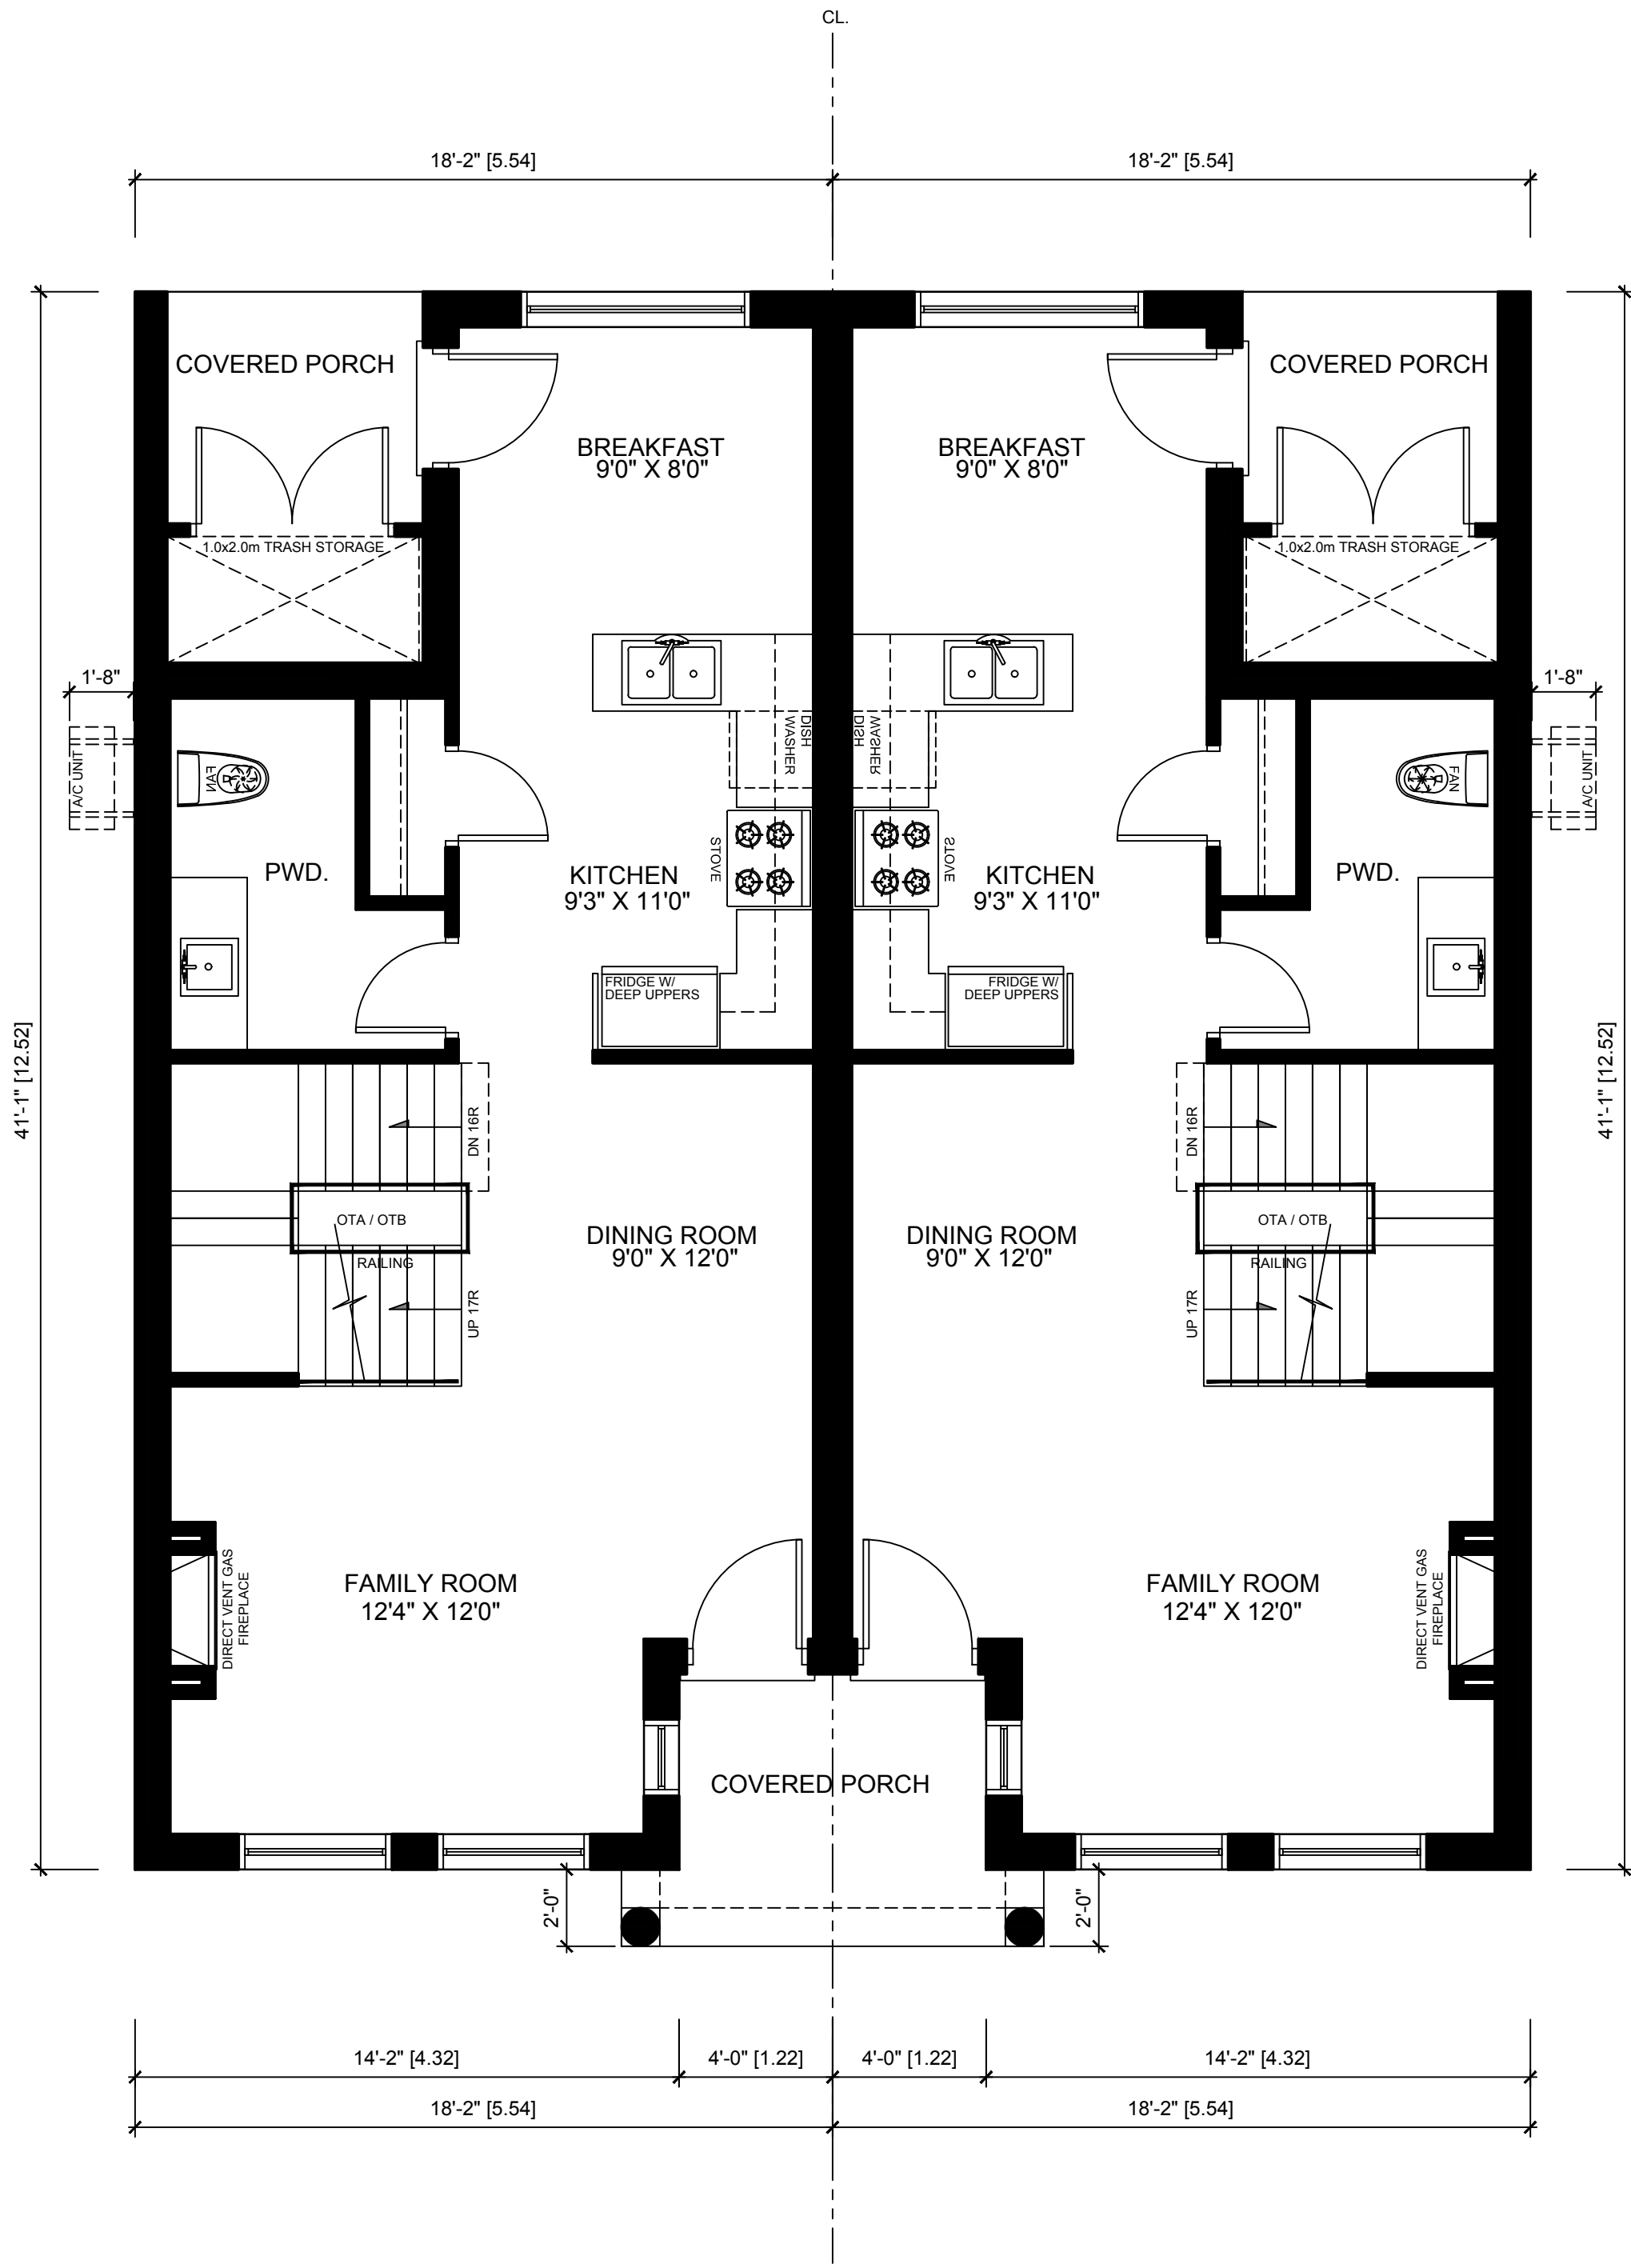 CL.
18'-2" [5.54]
18'-2" [5.54]
COVERED PORCH
COVERED PORCH
BREAKFAST
9'0" X 8'0"
BREAKFAST
9'0" X 8'0"
1.0x2.0m TRASH STORAGE
1.0x2.0m TRASH STORAGE
1'-8"
1'-8"
A/C UNIT
FAN
DISH
WASHER
DISH
WASHER
FAN
A/C UNIT
PWD.
KITCHEN
9'3" X 11'0"
STOVE
STOVE
KITCHEN
9'3" X 11'0"
PWD.
FRIDGE W/
DEEP UPPERS
FRIDGE W/
DEEP UPPERS
41'-1" [12.52]
41'-1" [12.52]
DN 16R
DN 16R
OTA / OTB
OTA / OTB
DINING ROOM
9'0" X 12'0"
DINING ROOM
9'0" X 12'0"
RAILING
RAILING
UP 17R
UP 17R
DIRECT VENT GAS
FIREPLACE
FAMILY ROOM
12'4" X 12'0"
FAMILY ROOM
12'4" X 12'0"
DIRECT VENT GAS
FIREPLACE
COVERED PORCH
2'-0"
2'-0"
14'-2" [4.32]
4'-0" [1.22]
4'-0" [1.22]
14'-2" [4.32]
18'-2" [5.54]
18'-2" [5.54]